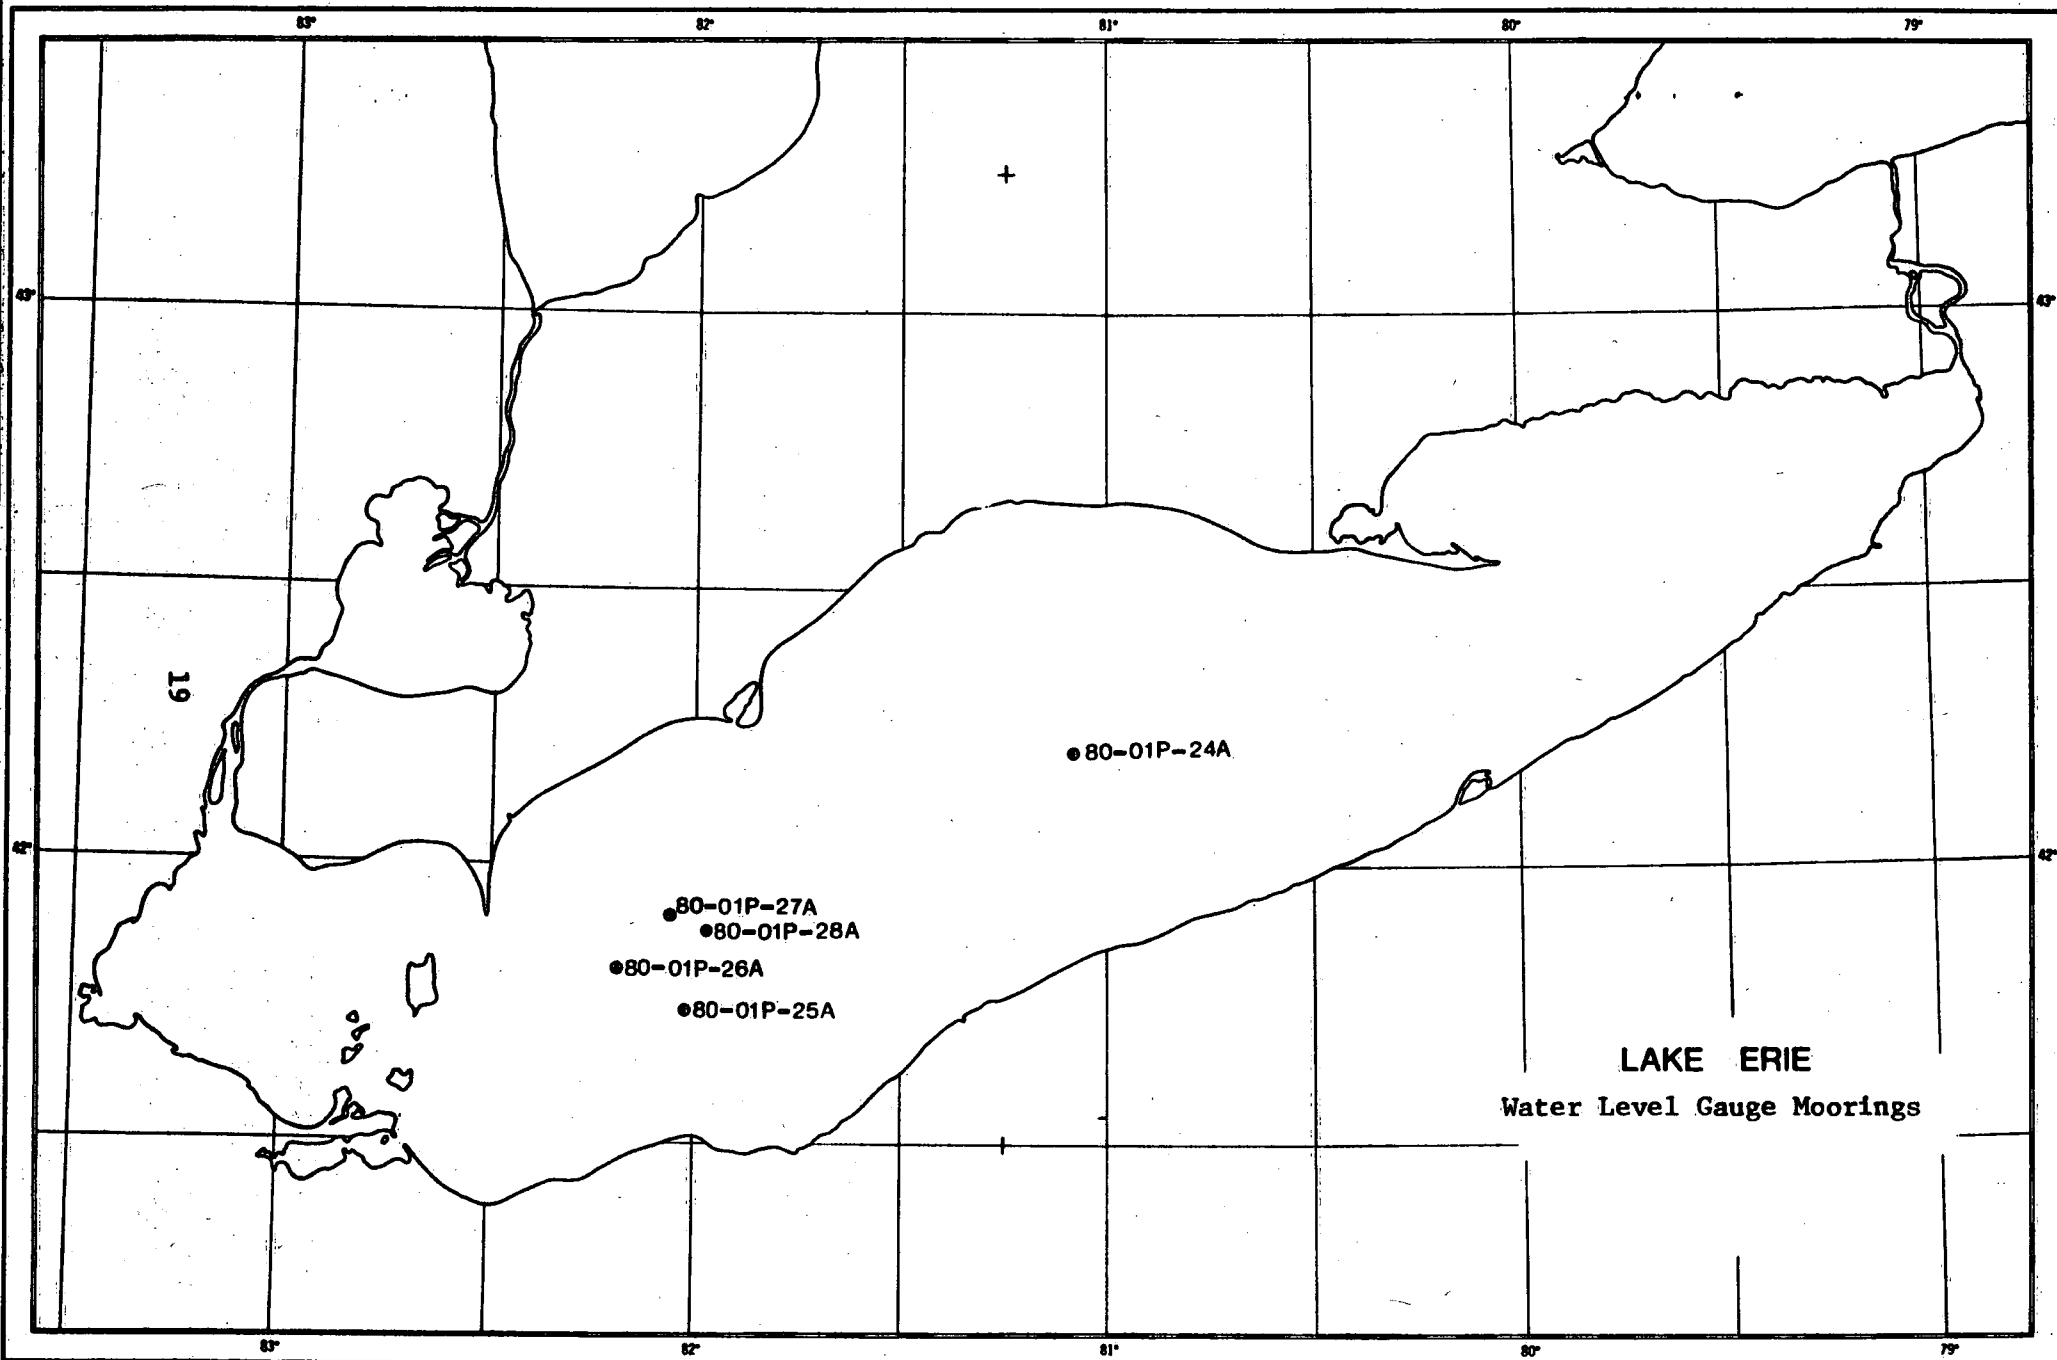 83° 82° 81° 80° 79°
43° 43°
19
80-01P-24A
42° 42°
80-01P-27A
80-01P-28A
80-01P-26A
80-01P-25A
LAKE ERIE
Water Level Gauge Moorings
83° 82° 81° 80° 79°